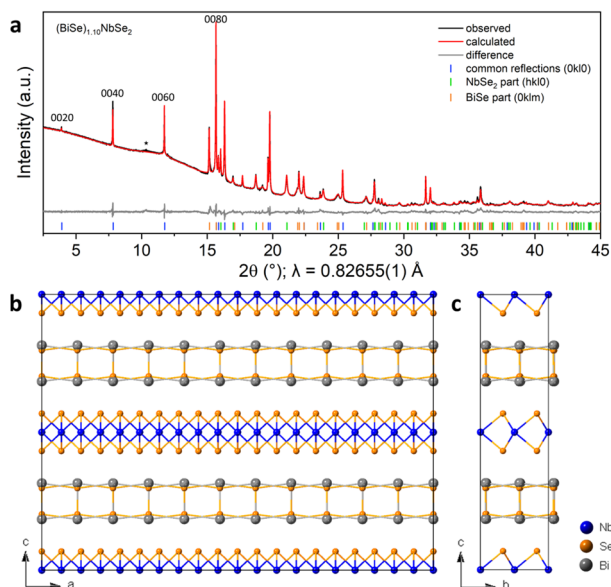 a
(BiSe)₁.₁₀NbSe₂
0020
0040
0060
0080
*
observed
calculated
difference
common reflections (0kl0)
NbSe₂ part (hkl0)
BiSe part (0klm)
Intensity (a.u.)
5 10 15 20 25 30 35 40 45
2θ (°); λ = 0.82655(1) Å
b
c
c
a
c
b
Nb
Se
Bi